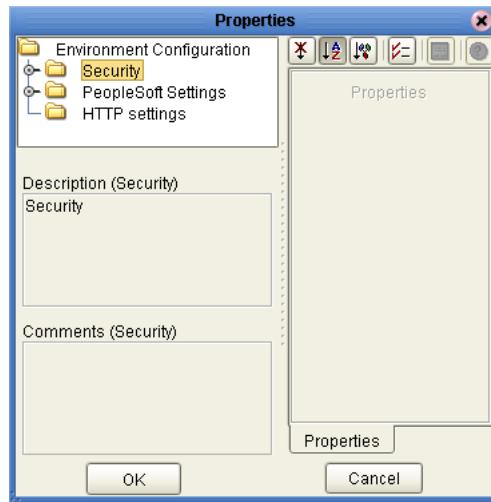 Properties
Environment Configuration
Security
PeopleSoft Settings
HTTP settings
Description (Security)
Security
Comments (Security)
Properties
Properties
OK
Cancel